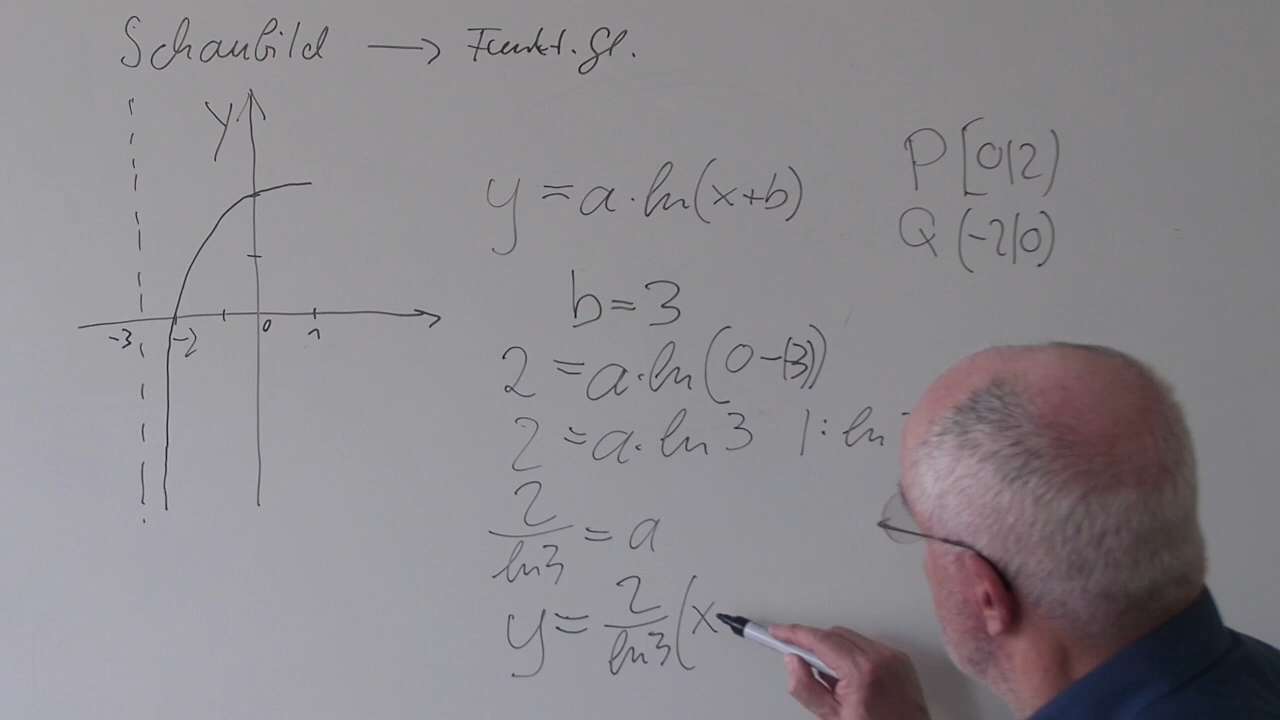 Schaubild → Funkt. Gl.
y
-3 -2 0 1
y = a · ln(x+b)
P [0|2)
Q (-2|0)
b = 3
2 = a · ln (0-(3))
2 = a · ln 3 | : ln
2/ln3 = a
y = 2/ln3 (x